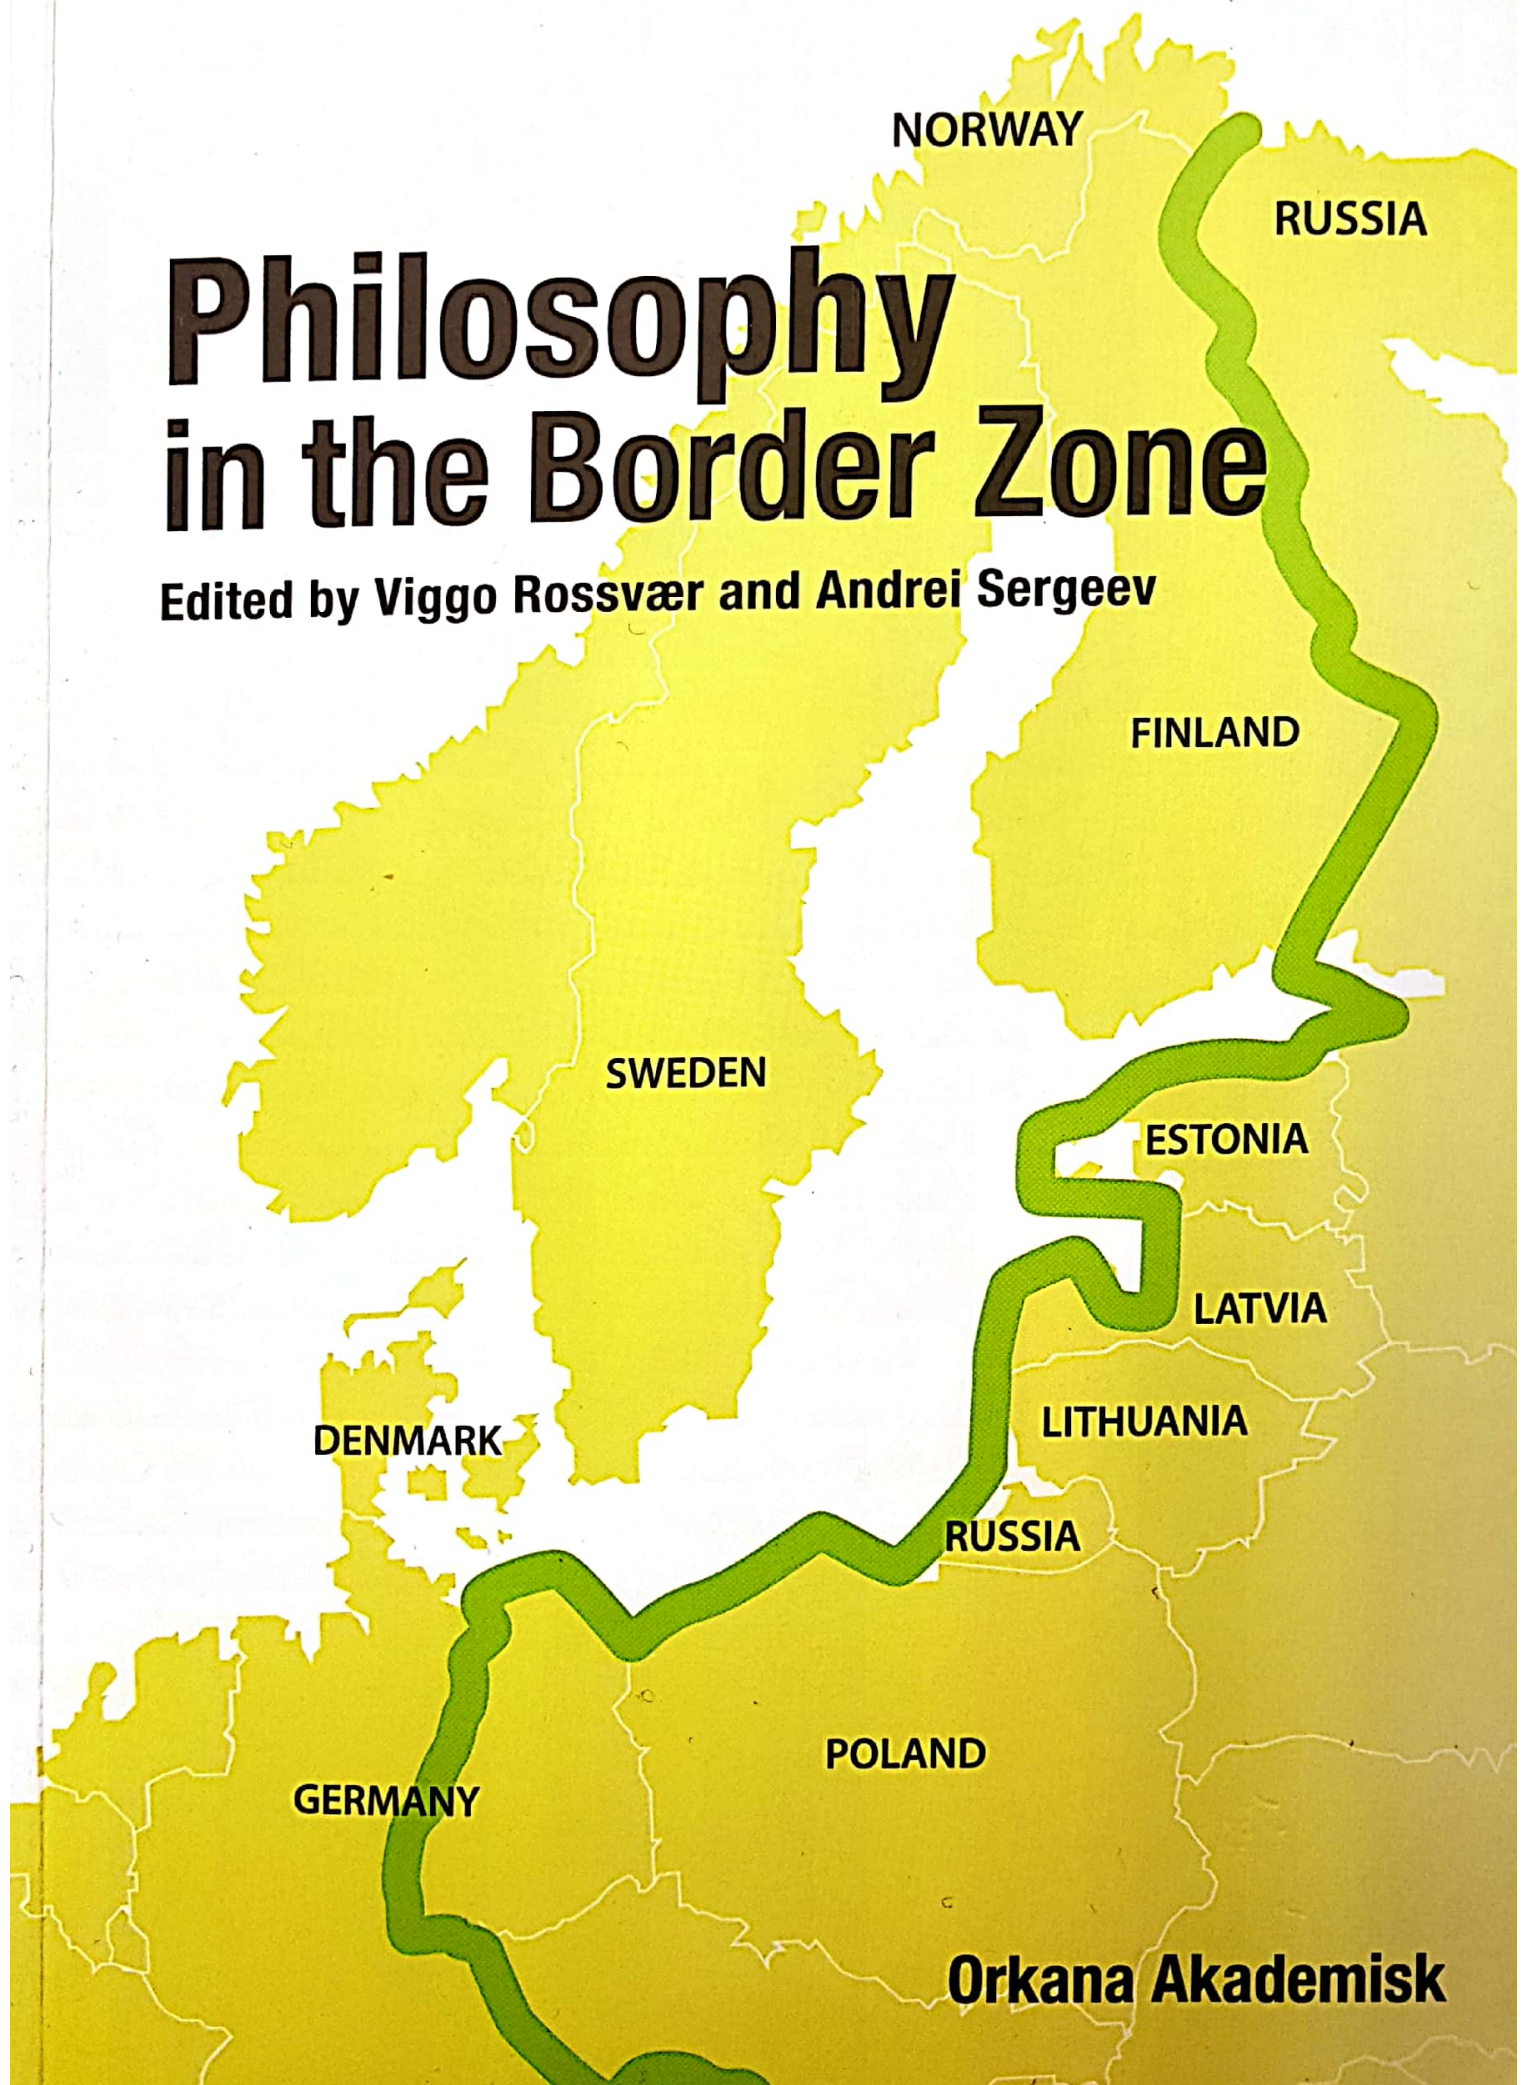 NORWAY
RUSSIA
Philosophy
in the Border Zone
Edited by Viggo Rossvær and Andrei Sergeev
FINLAND
SWEDEN
ESTONIA
LATVIA
LITHUANIA
DENMARK
RUSSIA
POLAND
GERMANY
Orkana Akademisk